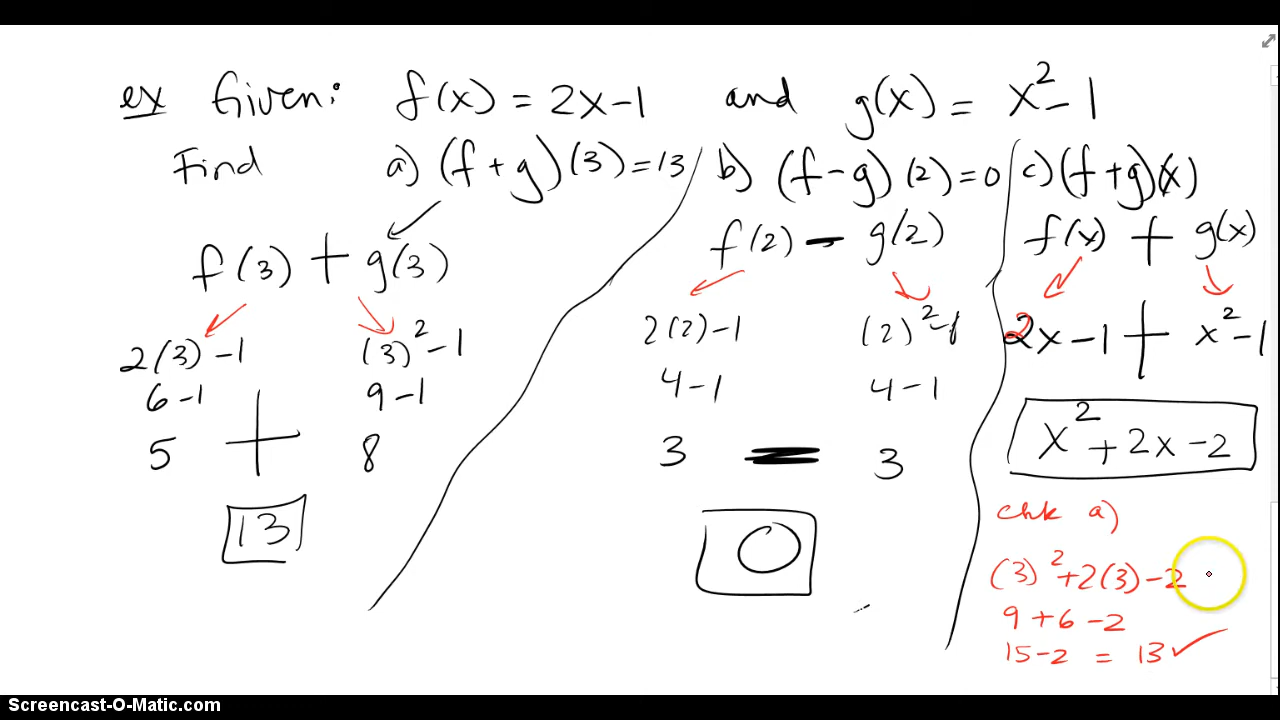 ex Given: f(x) = 2x-1 and g(x) = x²-1
Find a) (f+g)(3)=13 b) (f-g)(2)=0 c) (f+g)(x)
f(3) + g(3)
2(3)-1 (3)²-1
6-1 9-1
5 + 8
13
f(2) - g(2)
2(2)-1 (2)²-1
4-1 4-1
3 - 3
0
f(x) + g(x)
2x-1 + x²-1
x²+2x-2
chk a)
(3)²+2(3)-2
9+6-2
15-2 = 13✓
Screencast-O-Matic.com